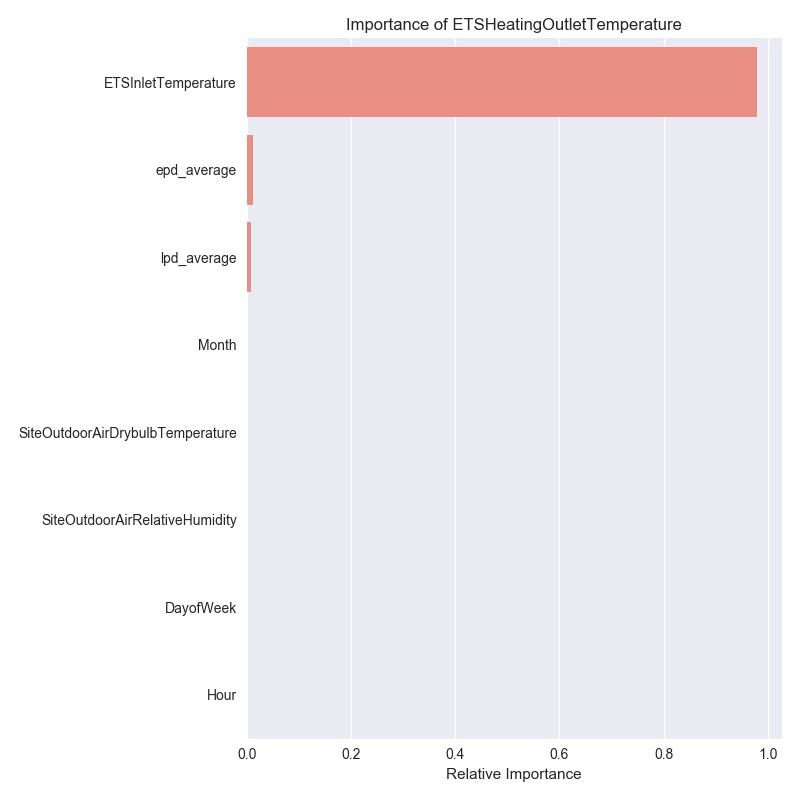 Importance of ETSHeatingOutletTemperature
ETSInletTemperature
epd_average
lpd_average
Month
SiteOutdoorAirDrybulbTemperature
SiteOutdoorAirRelativeHumidity
DayofWeek
Hour
0.0 0.2 0.4 0.6 0.8 1.0
Relative Importance